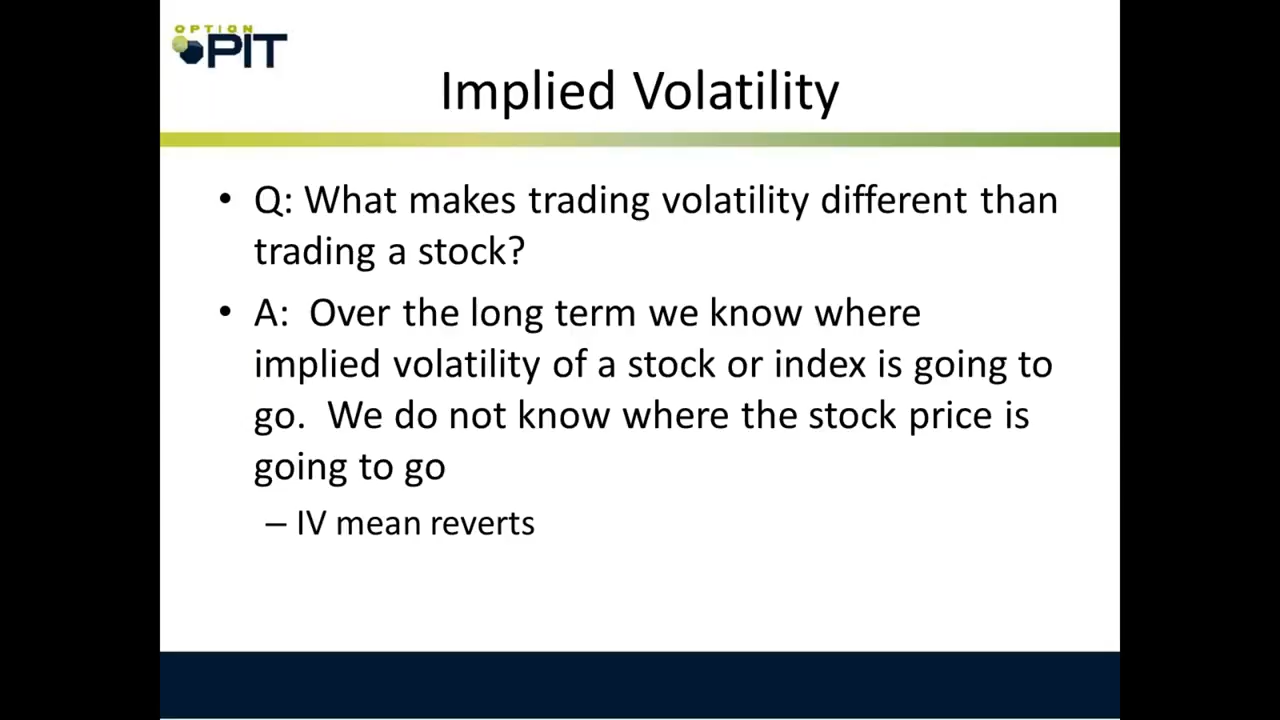 OPTION
PIT
Implied Volatility
• Q: What makes trading volatility different than
trading a stock?
• A:  Over the long term we know where
implied volatility of a stock or index is going to
go.  We do not know where the stock price is
going to go
– IV mean reverts